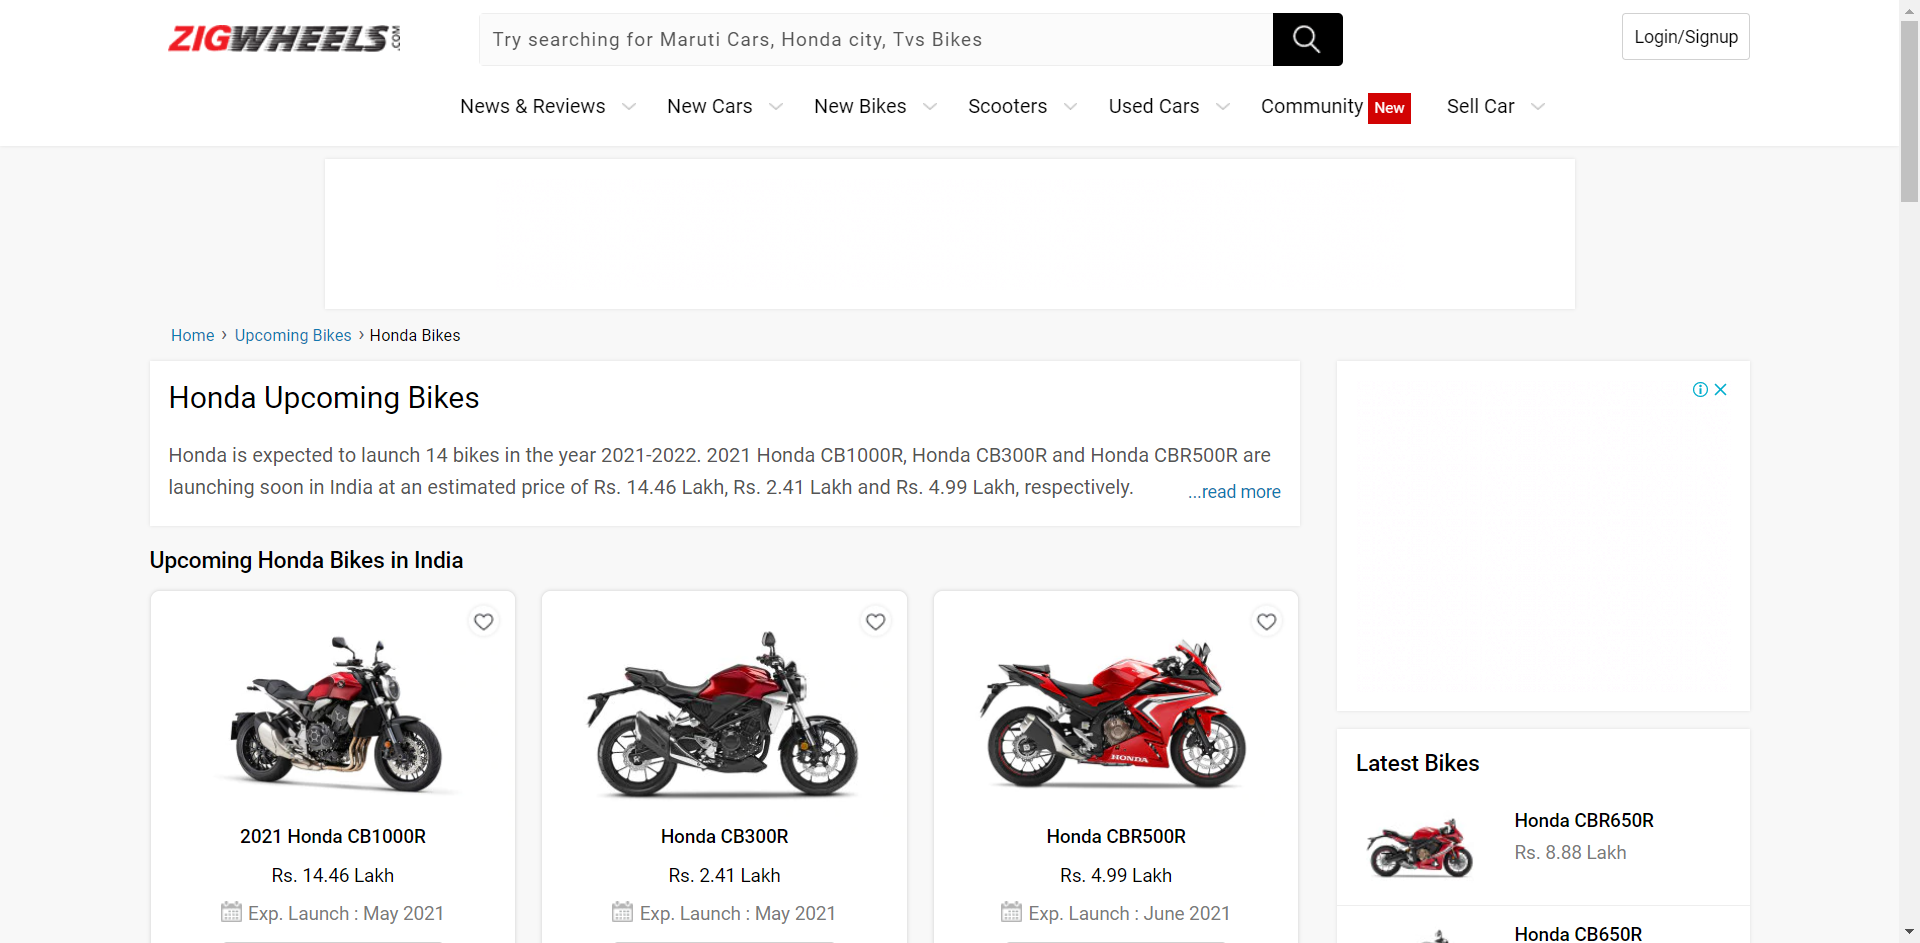 ZIGWHEELS.COM
Try searching for Maruti Cars, Honda city, Tvs Bikes
Login/Signup
News & Reviews
New Cars
New Bikes
Scooters
Used Cars
Community New
Sell Car
Home › Upcoming Bikes › Honda Bikes
Honda Upcoming Bikes
Honda is expected to launch 14 bikes in the year 2021-2022. 2021 Honda CB1000R, Honda CB300R and Honda CBR500R are
launching soon in India at an estimated price of Rs. 14.46 Lakh, Rs. 2.41 Lakh and Rs. 4.99 Lakh, respectively.
...read more
Upcoming Honda Bikes in India
2021 Honda CB1000R
Rs. 14.46 Lakh
Exp. Launch : May 2021
Honda CB300R
Rs. 2.41 Lakh
Exp. Launch : May 2021
HONDA
Honda CBR500R
Rs. 4.99 Lakh
Exp. Launch : June 2021
Latest Bikes
Honda CBR650R
Rs. 8.88 Lakh
Honda CB650R